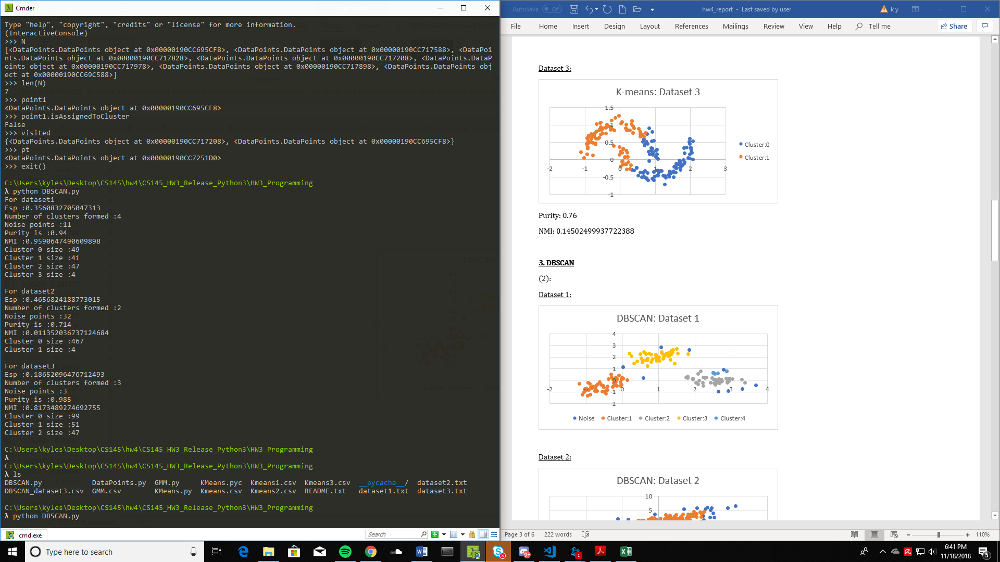 Cmder
Type "help", "copyright", "credits" or "license" for more information.
(InteractiveConsole)
>>> N
[<DataPoints.DataPoints object at 0x00000190CC695CF8>, <DataPoints.DataPoints object at 0x00000190CC717588>, <DataPoi
nts.DataPoints object at 0x00000190CC717828>, <DataPoints.DataPoints object at 0x00000190CC717208>, <DataPoints.DataP
oints object at 0x00000190CC717978>, <DataPoints.DataPoints object at 0x00000190CC717898>, <DataPoints.DataPoints obj
ect at 0x00000190CC69C588>]
>>> len(N)
7
>>> point1
<DataPoints.DataPoints object at 0x00000190CC695CF8>
>>> point1.isAssignedToCluster
False
>>> visited
{<DataPoints.DataPoints object at 0x00000190CC717208>, <DataPoints.DataPoints object at 0x00000190CC695CF8>}
>>> pt
<DataPoints.DataPoints object at 0x00000190CC7251D0>
>>> exit()
C:\Users\kyles\Desktop\CS145\hw4\CS145_HW3_Release_Python3\HW3_Programming
λ python DBSCAN.py
For dataset1
Esp :0.3560832705047313
Number of clusters formed :4
Noise points :11
Purity is :0.94
NMI :0.9590647490609898
Cluster 0 size :49
Cluster 1 size :41
Cluster 2 size :47
Cluster 3 size :4
For dataset2
Esp :0.4656824188773015
Number of clusters formed :2
Noise points :32
Purity is :0.714
NMI :0.011352036737124684
Cluster 0 size :467
Cluster 1 size :4
For dataset3
Esp :0.18652096476712493
Number of clusters formed :3
Noise points :3
Purity is :0.985
NMI :0.8173489274692755
Cluster 0 size :99
Cluster 1 size :51
Cluster 2 size :47
C:\Users\kyles\Desktop\CS145\hw4\CS145_HW3_Release_Python3\HW3_Programming
λ
C:\Users\kyles\Desktop\CS145\hw4\CS145_HW3_Release_Python3\HW3_Programming
λ ls
DBSCAN.py DataPoints.py GMM.py KMeans.pyc Kmeans1.csv Kmeans3.csv __pycache__/ dataset2.txt
DBSCAN_dataset3.csv GMM.csv KMeans.py Kmeans.csv Kmeans2.csv README.txt dataset1.txt dataset3.txt
C:\Users\kyles\Desktop\CS145\hw4\CS145_HW3_Release_Python3\HW3_Programming
λ python DBSCAN.py
cmd.exe
Search
AutoSave Off hw4_report - Last saved by user k y
File Home Insert Design Layout References Mailings Review View Help Tell me Share
Dataset 3:
K-means: Dataset 3
1.5
1
0.5
0
-2 -1 0 1 2 3
-0.5
-1
Cluster:0
Cluster:1
Purity: 0.76
NMI: 0.14502499937722388
3. DBSCAN
(2):
Dataset 1:
DBSCAN: Dataset 1
4
3
2
1
0
-2 -1 0 1 2 3 4
-1
-2
Noise Cluster:1 Cluster:2 Cluster:3 Cluster:4
Dataset 2:
DBSCAN: Dataset 2
10
5
Page 3 of 6 222 words 110%
Type here to search
9+
1
6:41 PM
11/18/2018
5